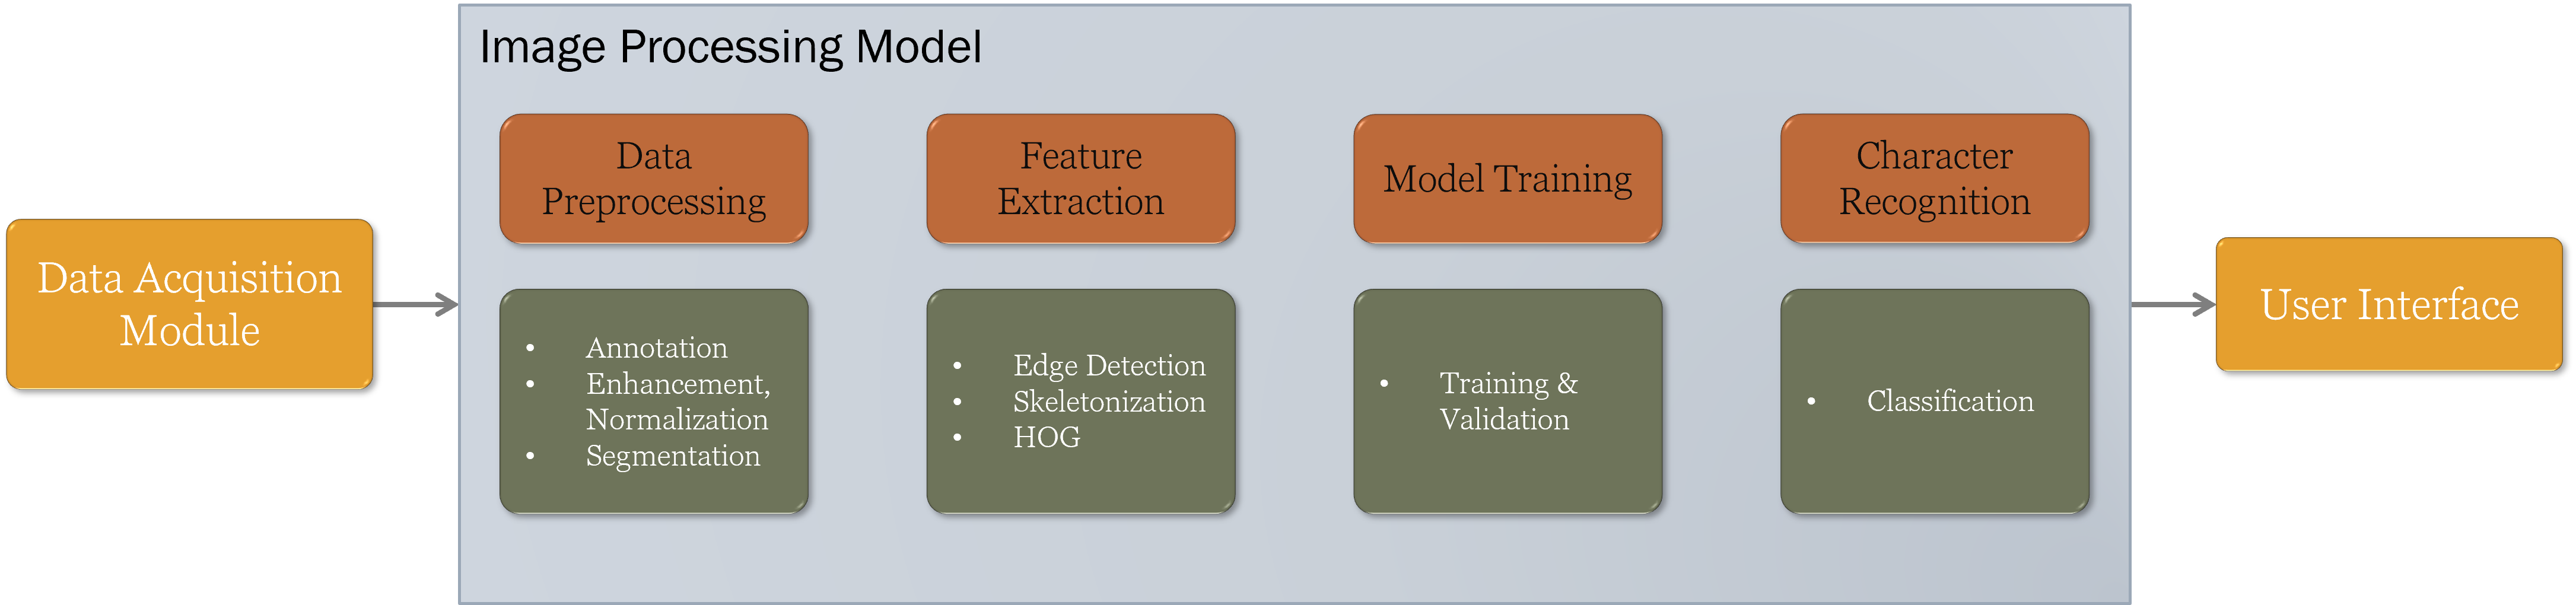 Image Processing Model
Data Acquisition
Module
Data
Preprocessing
• Annotation
• Enhancement,
Normalization
• Segmentation
Feature
Extraction
• Edge Detection
• Skeletonization
• HOG
Model Training
• Training &
Validation
Character
Recognition
• Classification
User Interface